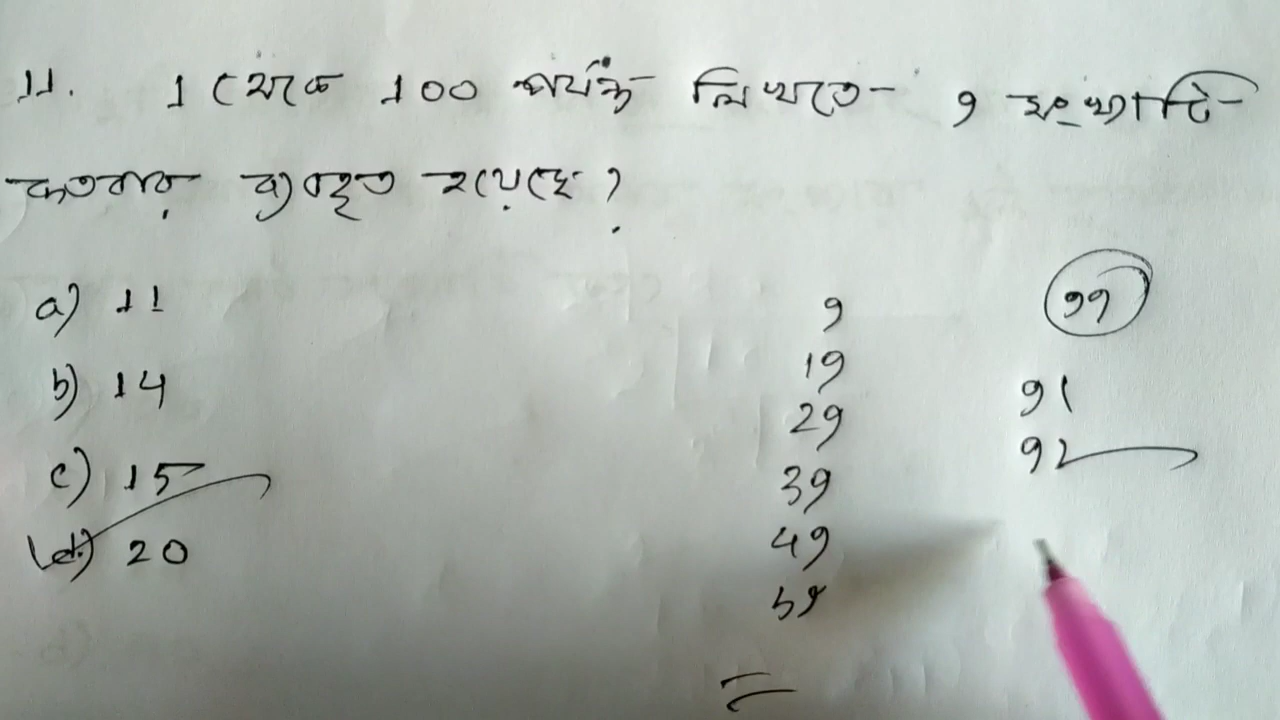 11. 1 থেকে 100 পর্যন্ত লিখতে 9 সংখ্যাটি
কতবার ব্যবহৃত হয়েছে ?
a) 11
b) 14
c) 15
d) 20
9
19
29
39
49
59
99
91
92